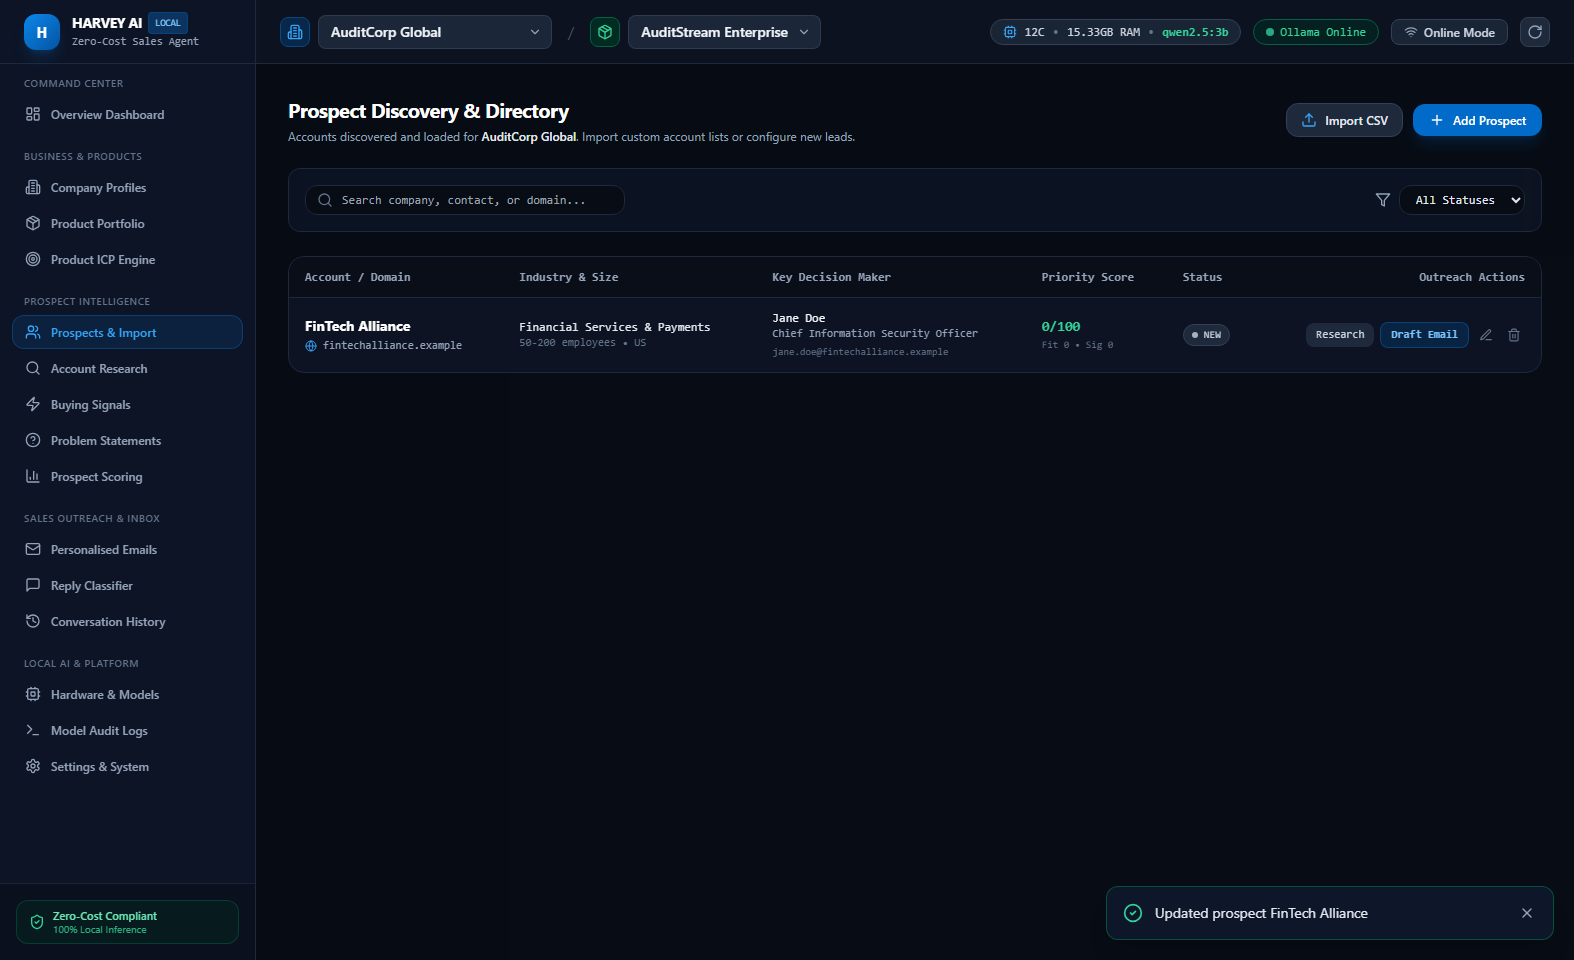 H
HARVEY AI LOCAL
Zero-Cost Sales Agent
AuditCorp Global / AuditStream Enterprise
12C • 15.33GB RAM • qwen2.5:3b
Ollama Online
Online Mode
COMMAND CENTER
Overview Dashboard
BUSINESS & PRODUCTS
Company Profiles
Product Portfolio
Product ICP Engine
PROSPECT INTELLIGENCE
Prospects & Import
Account Research
Buying Signals
Problem Statements
Prospect Scoring
SALES OUTREACH & INBOX
Personalised Emails
Reply Classifier
Conversation History
LOCAL AI & PLATFORM
Hardware & Models
Model Audit Logs
Settings & System
Zero-Cost Compliant
100% Local Inference
Prospect Discovery & Directory
Accounts discovered and loaded for AuditCorp Global. Import custom account lists or configure new leads.
Import CSV
Add Prospect
Search company, contact, or domain...
All Statuses
Account / Domain Industry & Size Key Decision Maker Priority Score Status Outreach Actions
FinTech Alliance
fintechalliance.example
Financial Services & Payments
50-200 employees • US
Jane Doe
Chief Information Security Officer
jane.doe@fintechalliance.example
0/100
Fit 0 • Sig 0
NEW
Research
Draft Email
Updated prospect FinTech Alliance